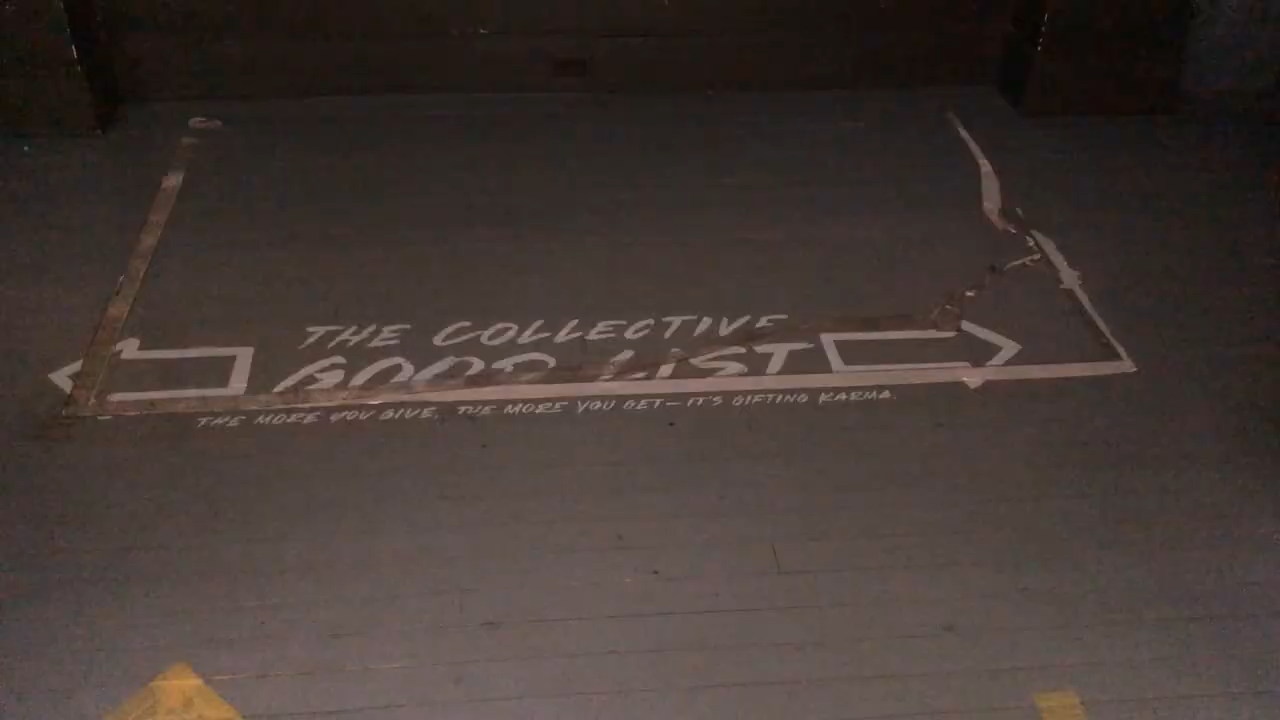 THE COLLECTIVE
GOOD LIST
THE MORE YOU GIVE, THE MORE YOU GET—IT'S GIFTING KARMA.